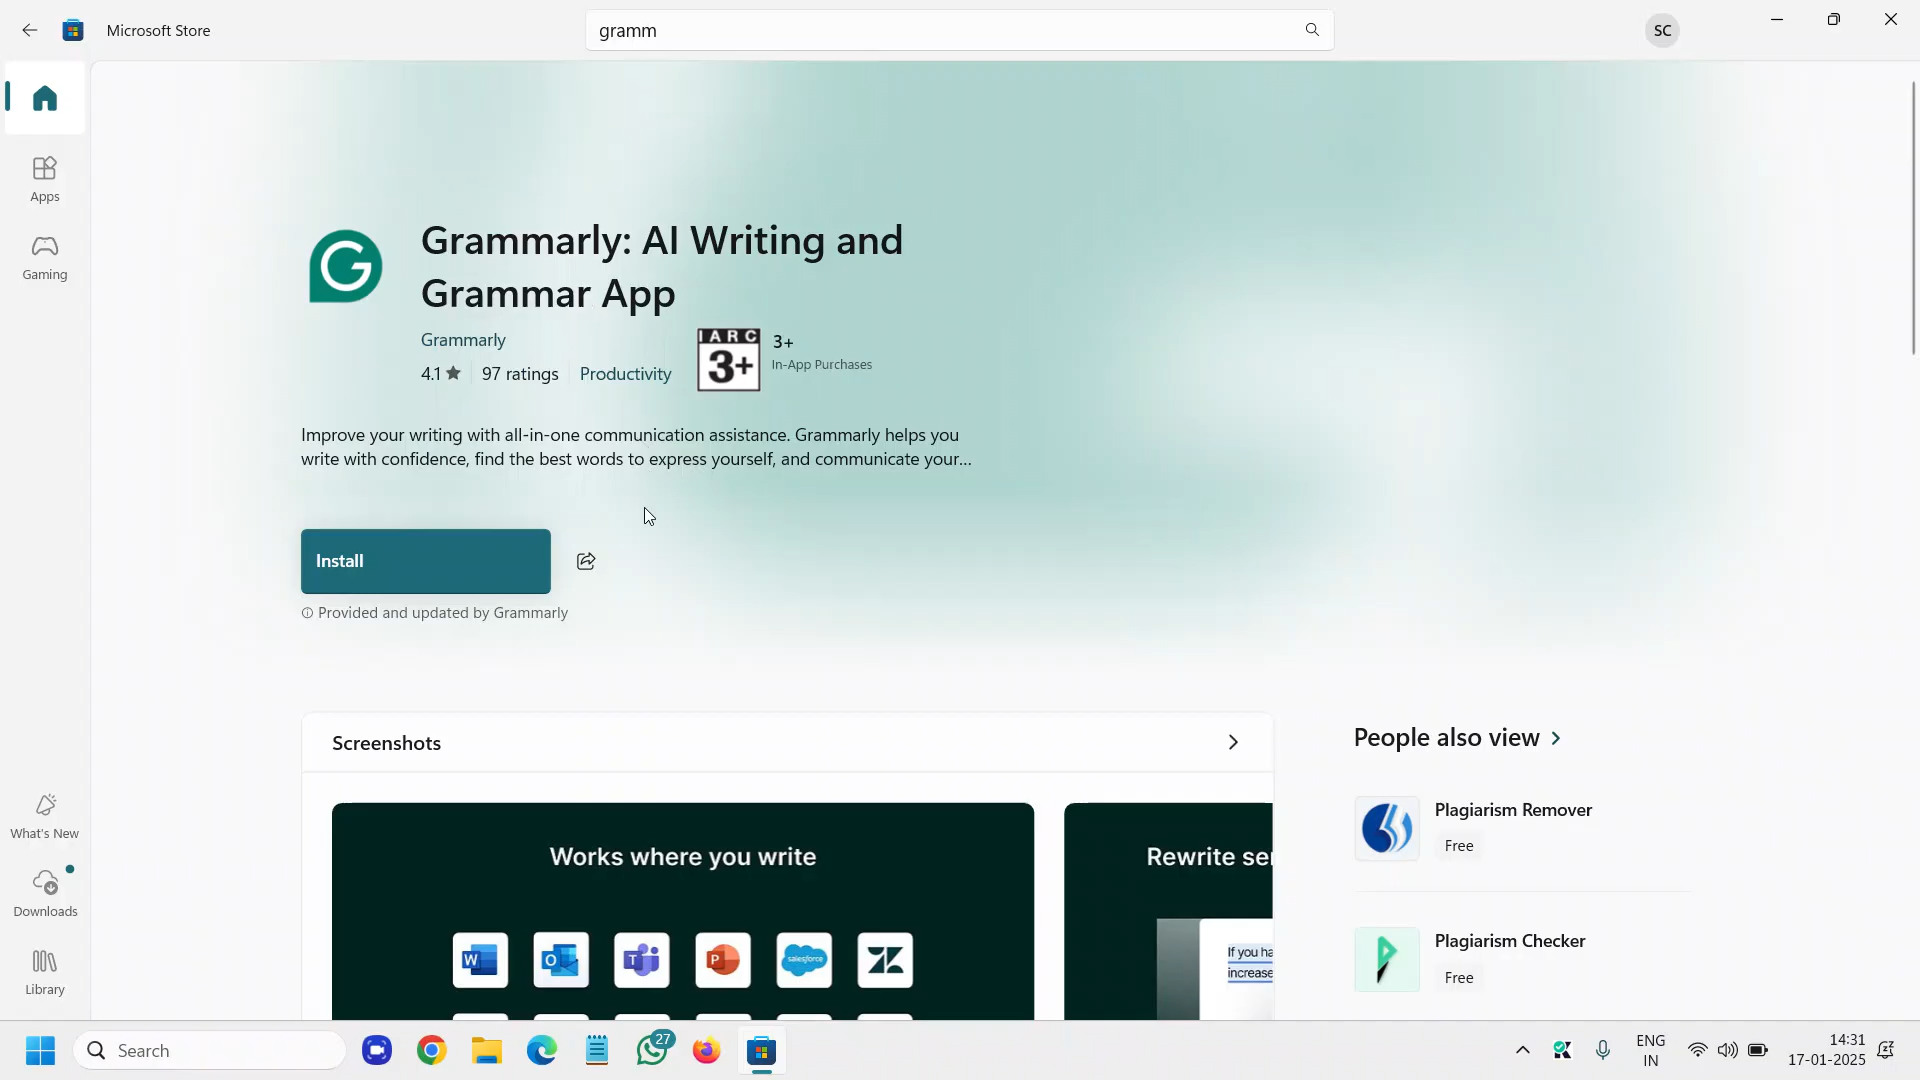 Microsoft Store
gramm
SC
Apps
Gaming
Grammarly: AI Writing and
Grammar App
Grammarly
4.1
97 ratings
Productivity
IARC
3+
3+
In-App Purchases
Improve your writing with all-in-one communication assistance. Grammarly helps you
write with confidence, find the best words to express yourself, and communicate your...
Install
Provided and updated by Grammarly
Screenshots
People also view
Works where you write
Rewrite se
salesforce
If you ha
increase
Plagiarism Remover
Free
Plagiarism Checker
Free
What's New
Downloads
Library
Search
27
ENG
IN
14:31
17-01-2025